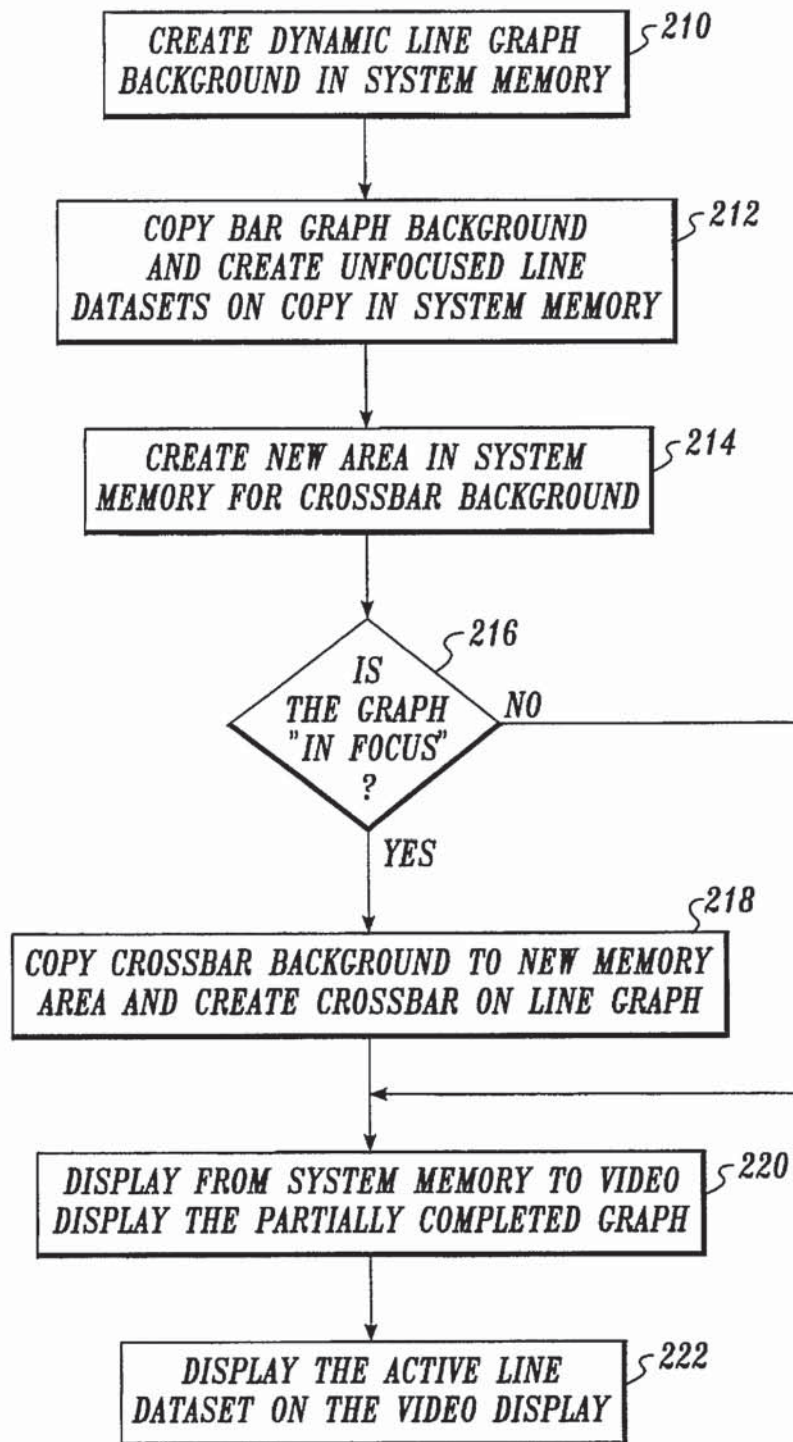 CREATE DYNAMIC LINE GRAPH
BACKGROUND IN SYSTEM MEMORY
210
COPY BAR GRAPH BACKGROUND
AND CREATE UNFOCUSED LINE
DATASETS ON COPY IN SYSTEM MEMORY
212
CREATE NEW AREA IN SYSTEM
MEMORY FOR CROSSBAR BACKGROUND
214
IS
THE GRAPH
"IN FOCUS"
?
216
NO
YES
218
COPY CROSSBAR BACKGROUND TO NEW MEMORY
AREA AND CREATE CROSSBAR ON LINE GRAPH
DISPLAY FROM SYSTEM MEMORY TO VIDEO
DISPLAY THE PARTIALLY COMPLETED GRAPH
220
DISPLAY THE ACTIVE LINE
DATASET ON THE VIDEO DISPLAY
222